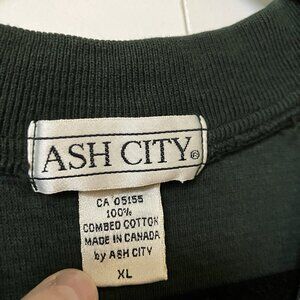 ASH CITY®
CA 05155
100%
COMBED COTTON
MADE IN CANADA
by ASH CITY
XL